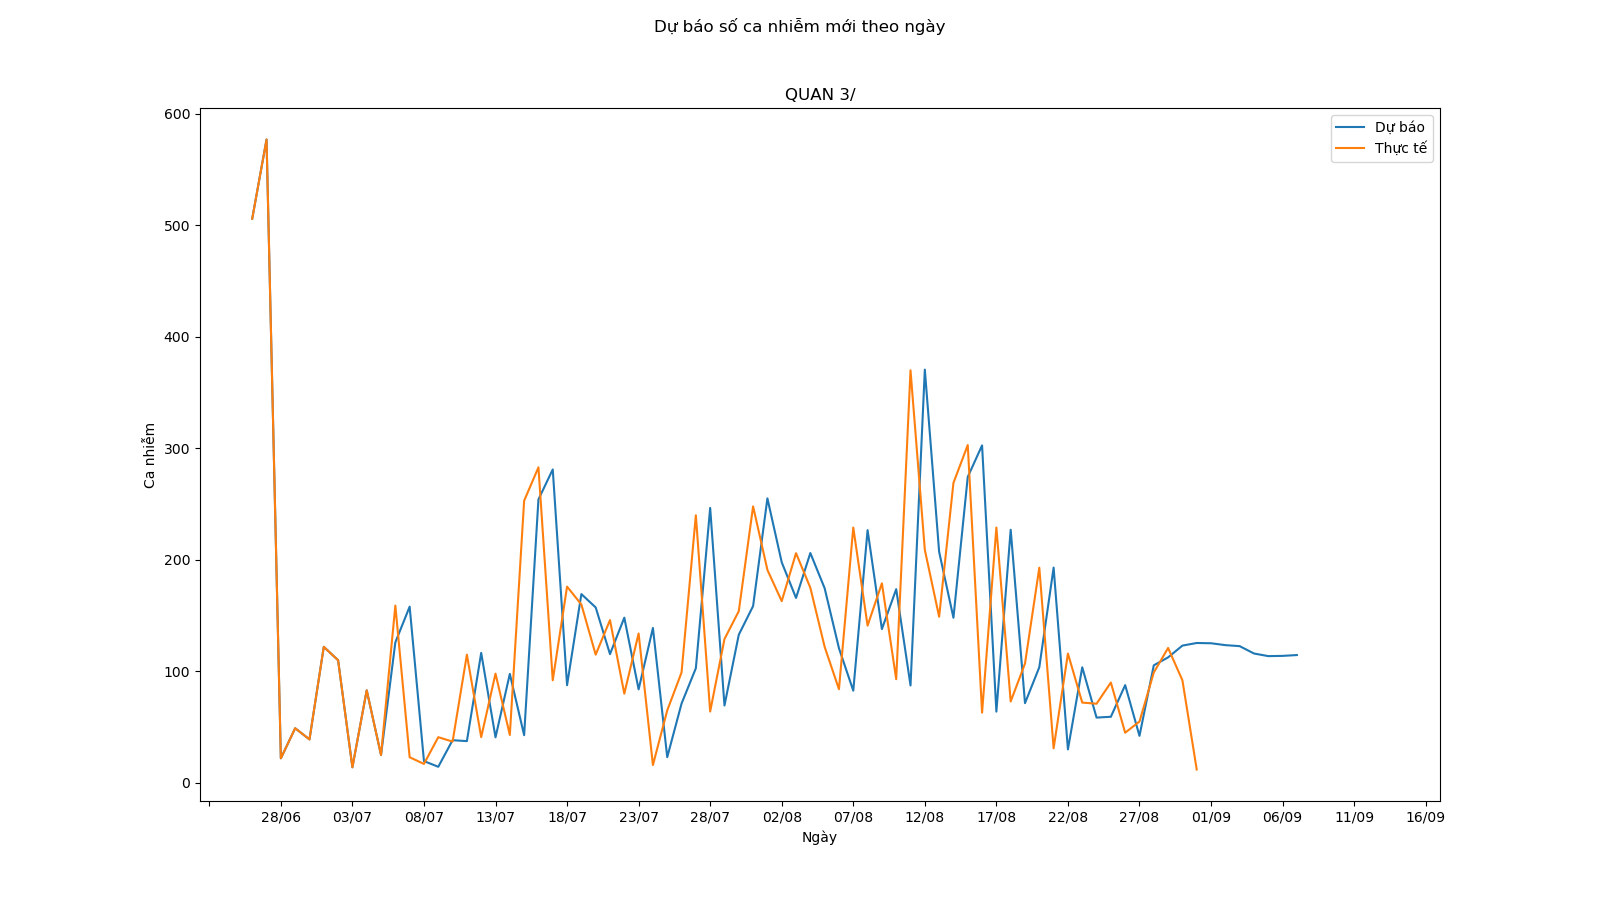 Dự báo số ca nhiễm mới theo ngày
QUAN 3/
Dự báo
Thực tế
600
500
400
300
200
100
0
Ca nhiễm
28/06 03/07 08/07 13/07 18/07 23/07 28/07 02/08 07/08 12/08 17/08 22/08 27/08 01/09 06/09 11/09 16/09
Ngày